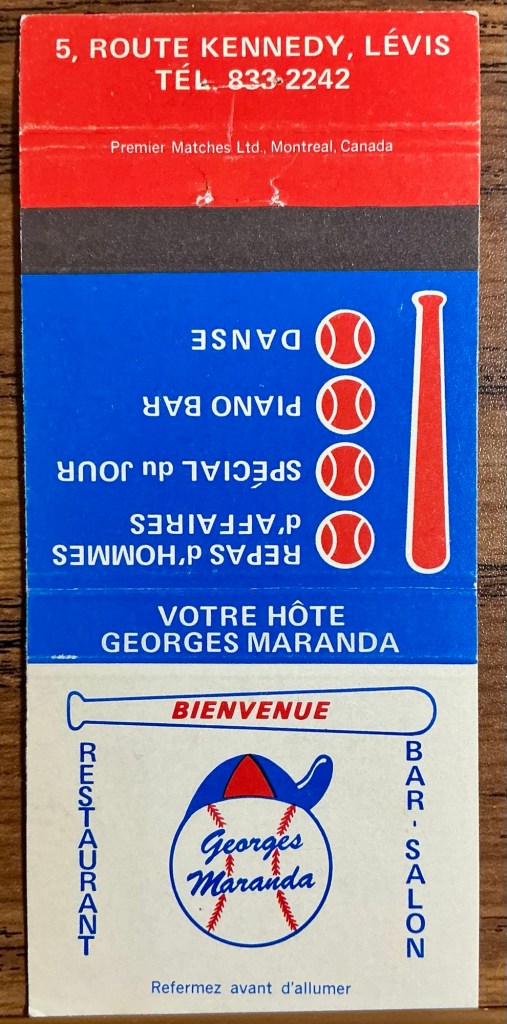 5, ROUTE KENNEDY, LÉVIS
TÉL. 833-2242
Premier Matches Ltd., Montreal, Canada
REPAS d'HOMMES
d'AFFAIRES
SPÉCIAL du JOUR
PIANO BAR
DANSE
VOTRE HÔTE
GEORGES MARANDA
BIENVENUE
RESTAURANT
Georges
Maranda
BAR-SALON
Refermez avant d'allumer